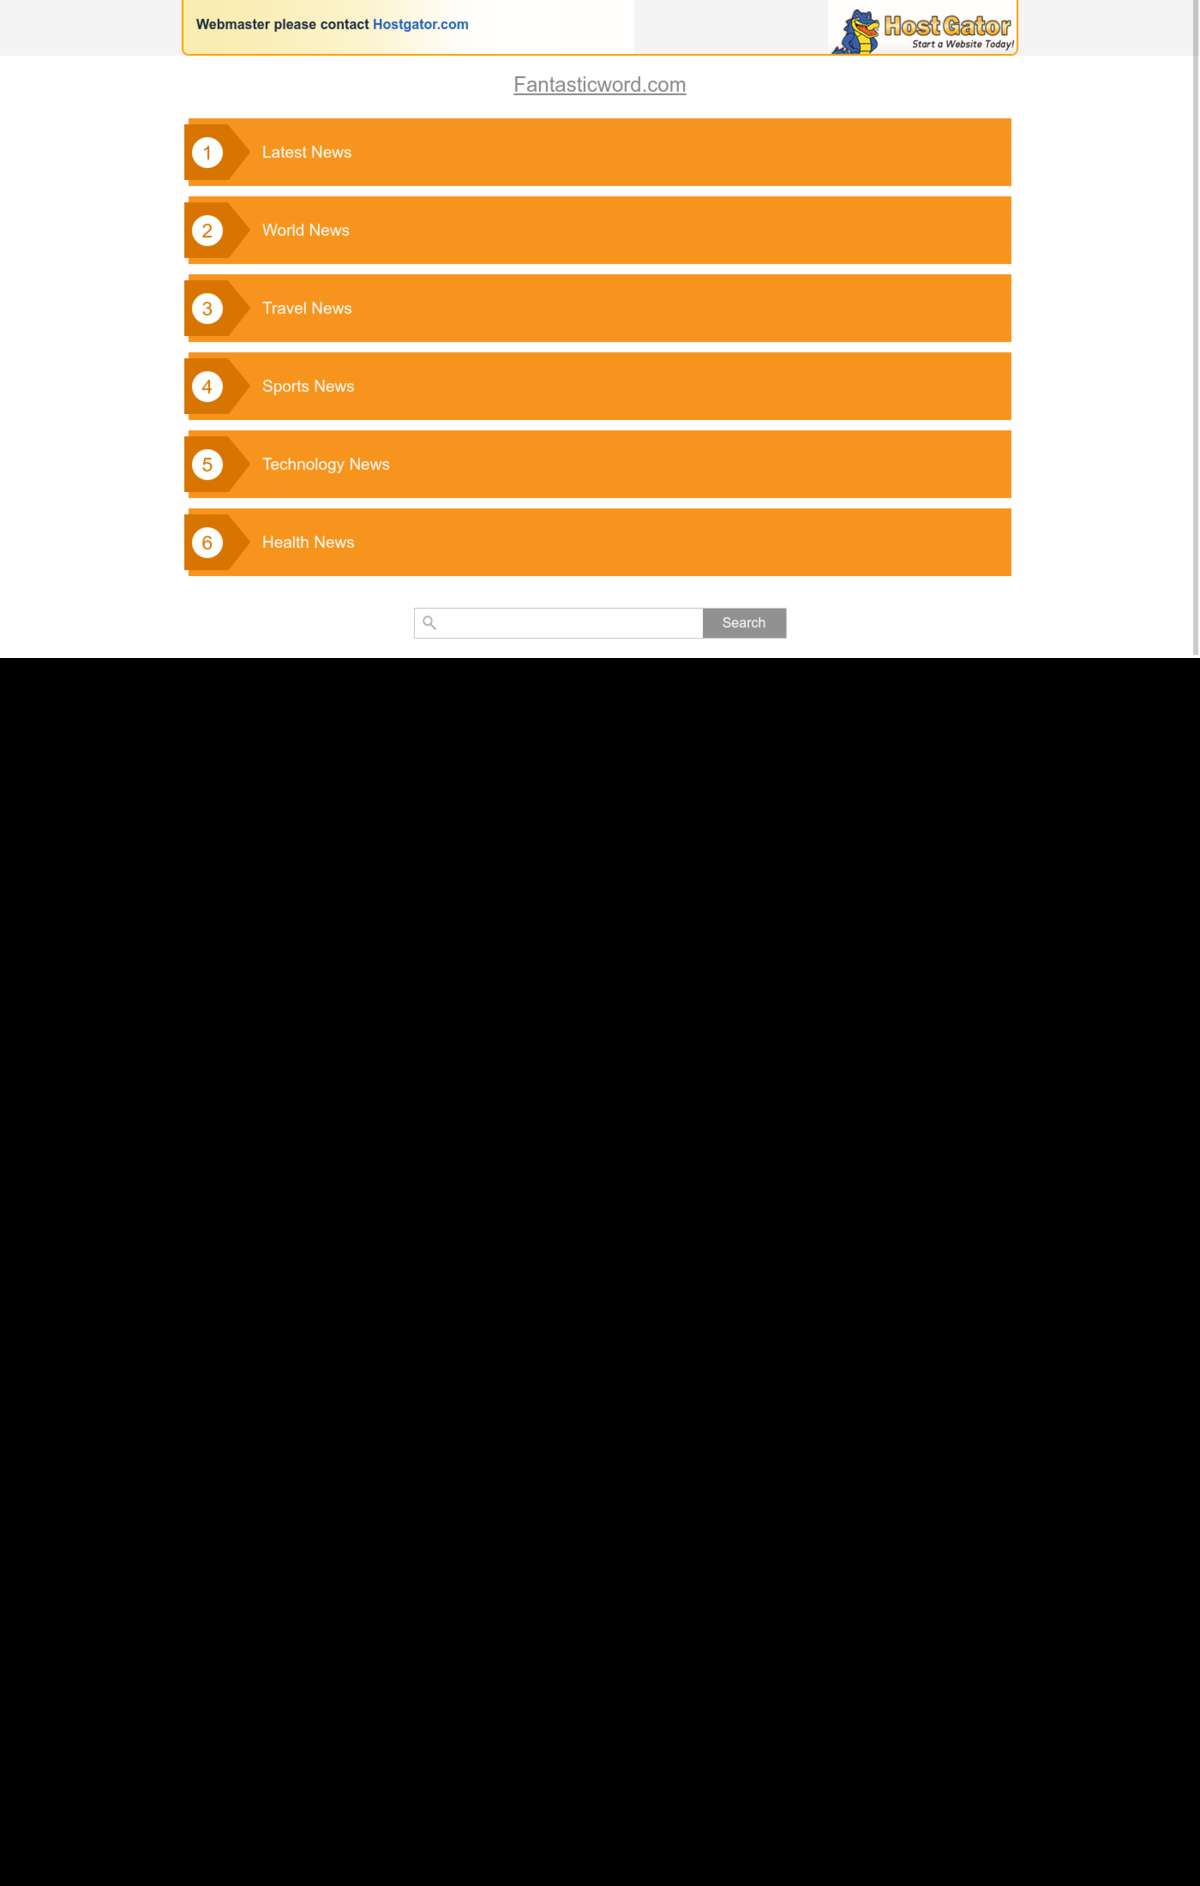 Webmaster please contact Hostgator.com
HostGator
Start a Website Today!
Fantasticword.com
1 Latest News
2 World News
3 Travel News
4 Sports News
5 Technology News
6 Health News
Search